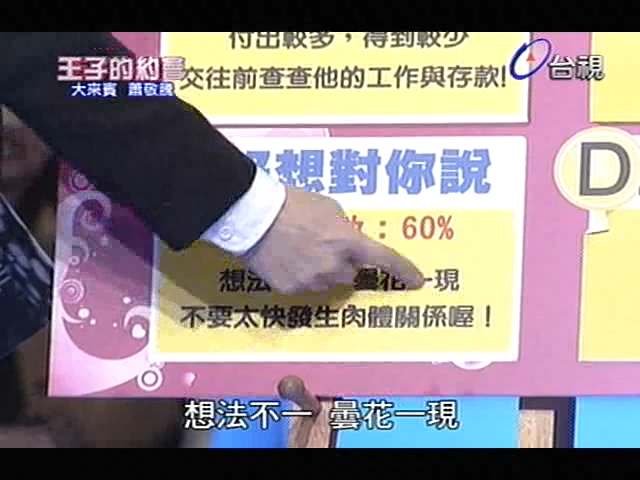 付出較多，得到較少
王子的約會
台視
大來賓 蕭敬騰
交往前查查他的工作與存款!
想對你說
D
：60%
想法 曇花一現
不要太快發生肉體關係喔！
想法不一 曇花一現